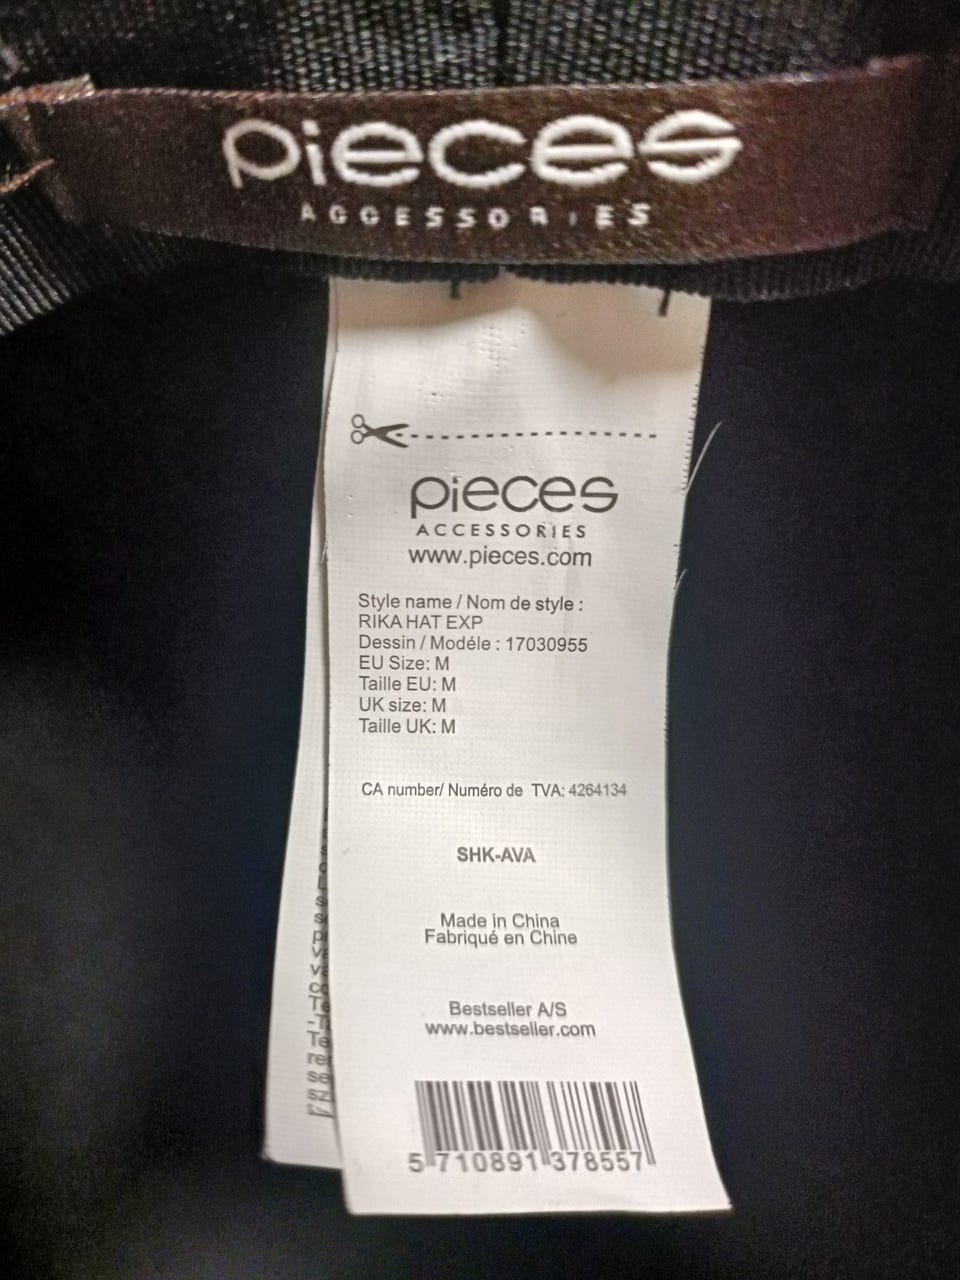 pieces
ACCESSORIES
pieces
ACCESSORIES
www.pieces.com
Style name / Nom de style :
RIKA HAT EXP
Dessin / Modéle : 17030955
EU Size: M
Taille EU: M
UK size: M
Taille UK: M
CA number/ Numéro de TVA: 4264134
SHK-AVA
Made in China
Fabriqué en Chine
Bestseller A/S
www.bestseller.com
5 710891 378557